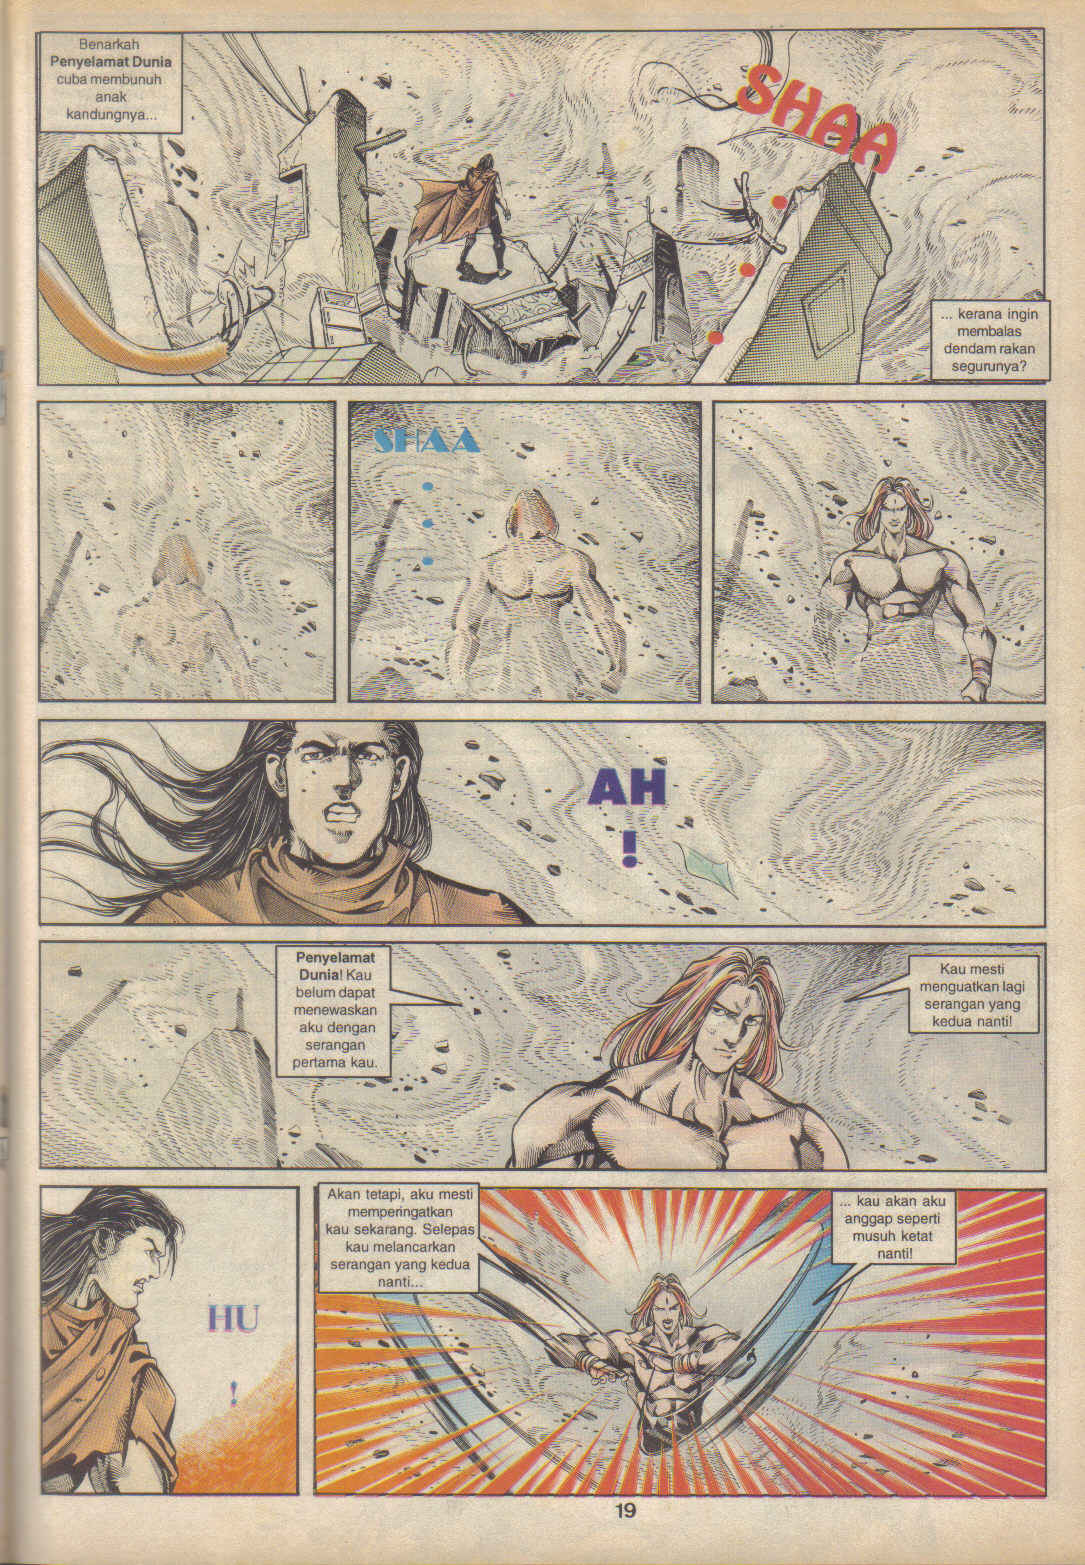 Benarkah
Penyelamat Dunia
cuba membunuh
anak
kandungnya...
SHAA
... kerana ingin
membalas
dendam rakan
segurunya?
SHAA
AH
!
Penyelamat
Dunia! Kau
belum dapat
menewaskan
aku dengan
serangan
pertama kau.
Kau mesti
menguatkan lagi
serangan yang
kedua nanti!
HU
!
Akan tetapi, aku mesti
memperingatkan
kau sekarang. Selepas
kau melancarkan
serangan yang kedua
nanti...
... kau akan aku
anggap seperti
musuh ketat
nanti!
19